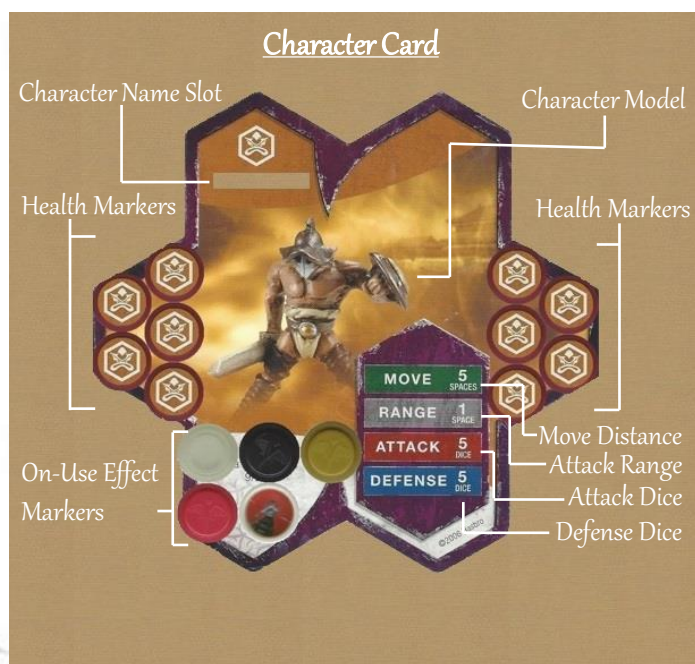 Character Card
Character Name Slot
Character Model
Health Markers
Health Markers
MOVE 5 SPACES
RANGE 1 SPACE
ATTACK 5 DICE
DEFENSE 5 DICE
Move Distance
Attack Range
Attack Dice
Defense Dice
On-Use Effect
Markers